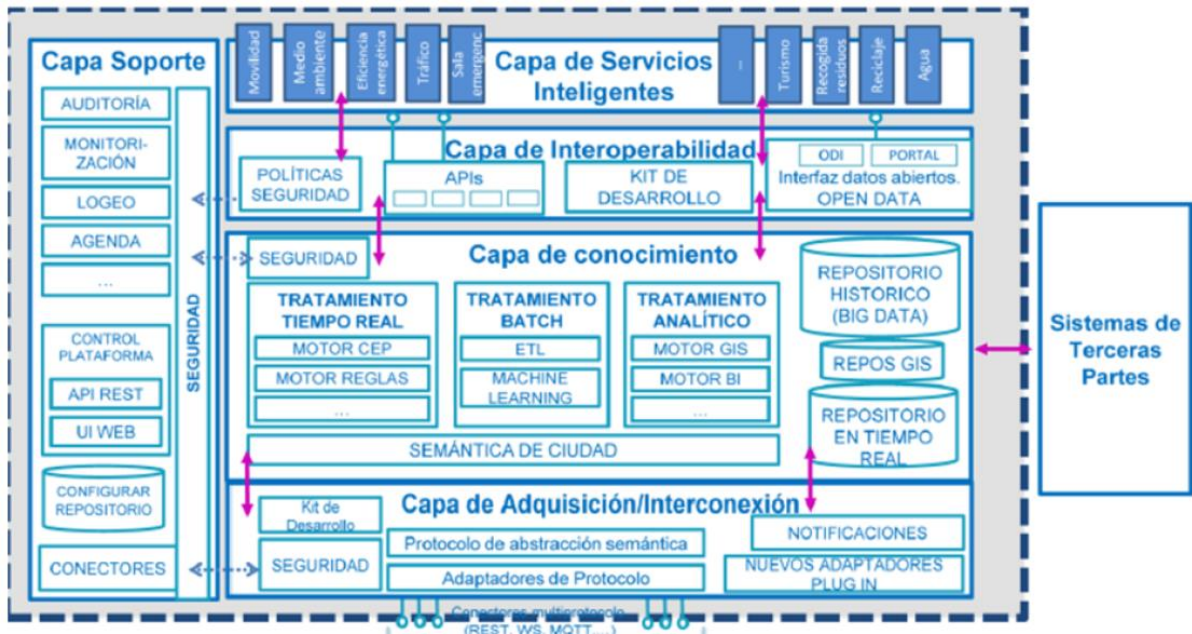 Capa Soporte
AUDITORÍA
MONITORI-
ZACIÓN
LOGEO
AGENDA
...
CONTROL
PLATAFORMA
API REST
UI WEB
CONFIGURAR
REPOSITORIO
CONECTORES
SEGURIDAD
Movilidad
Medio
ambiente
Eficiencia
energética
Tráfico
Sala
emergenc
Capa de Servicios
Inteligentes
...
Turismo
Recogida
residuos
Reciclaje
Agua
Capa de Interoperabilidad
POLÍTICAS
SEGURIDAD
APIs
KIT DE
DESARROLLO
ODI
PORTAL
Interfaz datos abiertos.
OPEN DATA
Capa de conocimiento
SEGURIDAD
TRATAMIENTO
TIEMPO REAL
MOTOR CEP
MOTOR REGLAS
...
TRATAMIENTO
BATCH
ETL
MACHINE
LEARNING
TRATAMIENTO
ANALÍTICO
MOTOR GIS
MOTOR BI
...
REPOSITORIO
HISTORICO
(BIG DATA)
REPOS GIS
REPOSITORIO
EN TIEMPO
REAL
SEMÁNTICA DE CIUDAD
Capa de Adquisición/Interconexión
Kit de
Desarrollo
SEGURIDAD
Protocolo de abstracción semántica
Adaptadores de Protocolo
NOTIFICACIONES
NUEVOS ADAPTADORES
PLUG IN
Conectores multiprotocolo
(REST, WS, MQTT,....)
Sistemas de
Terceras
Partes